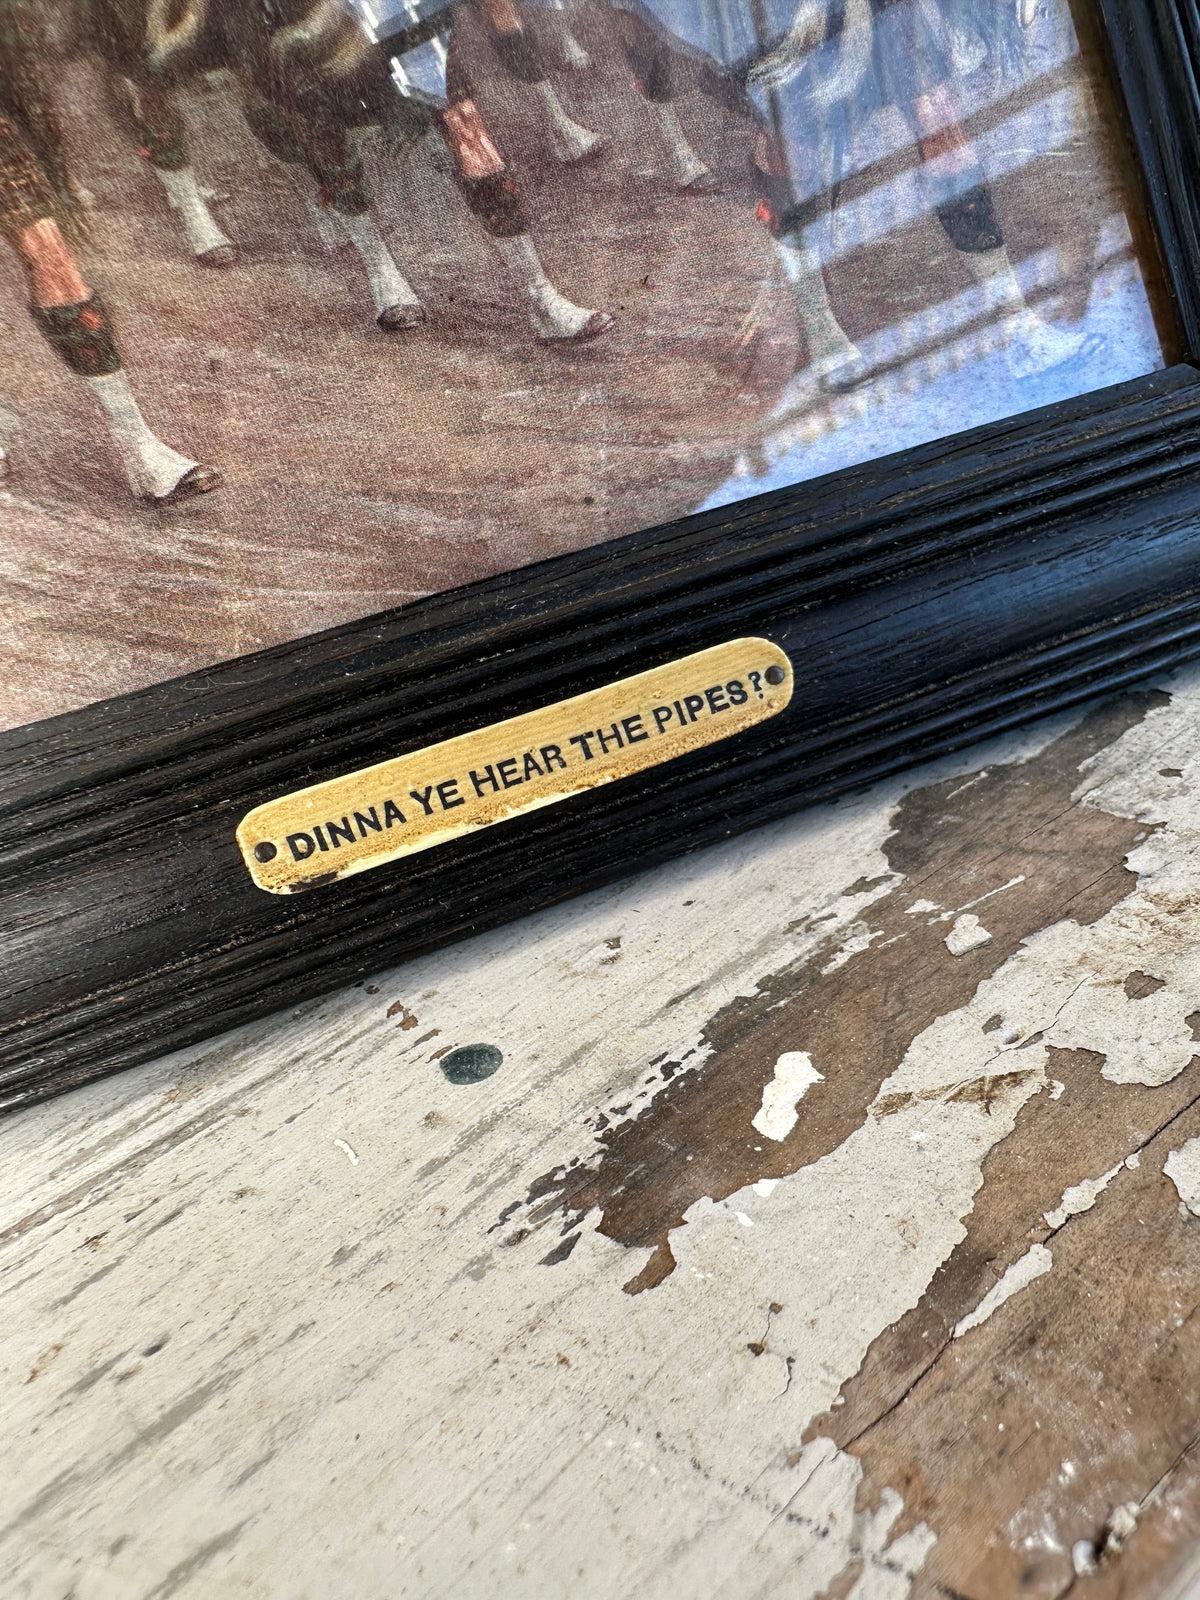 DINNA YE HEAR THE PIPES?